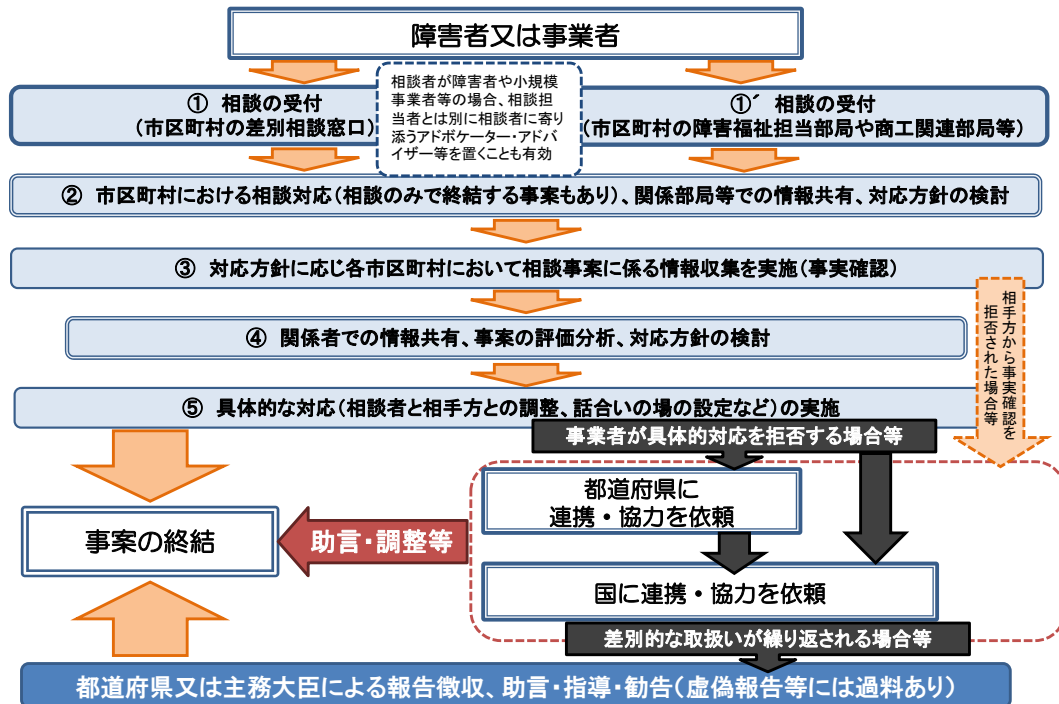 障害者又は事業者
① 相談の受付
(市区町村の差別相談窓口)
相談者が障害者や小規模
事業者等の場合、相談担
当者とは別に相談者に寄り
添うアドボケーター・アドバ
イザー等を置くことも有効
①´ 相談の受付
(市区町村の障害福祉担当部局や商工関連部局等)
② 市区町村における相談対応(相談のみで終結する事案もあり)、関係部局等での情報共有、対応方針の検討
③ 対応方針に応じ各市区町村において相談事案に係る情報収集を実施(事実確認)
相手方から事実確認を
拒否された場合等
④ 関係者での情報共有、事案の評価分析、対応方針の検討
⑤ 具体的な対応(相談者と相手方との調整、話合いの場の設定など)の実施
事業者が具体的対応を拒否する場合等
都道府県に
連携・協力を依頼
事案の終結
助言・調整等
国に連携・協力を依頼
差別的な取扱いが繰り返される場合等
都道府県又は主務大臣による報告徴収、助言・指導・勧告(虚偽報告等には過料あり)